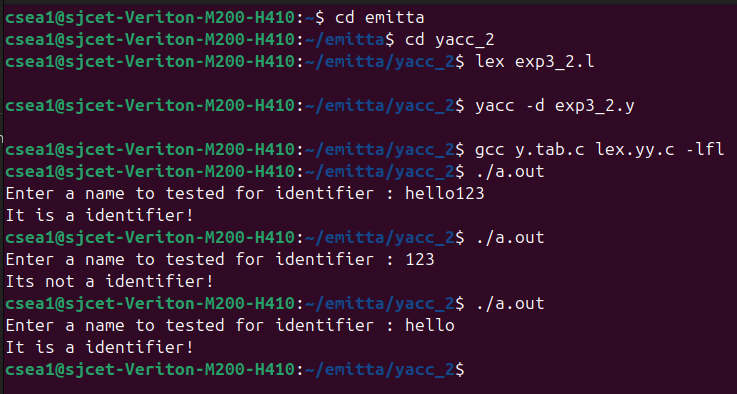 csea1@sjcet-Veriton-M200-H410:~$ cd emitta
csea1@sjcet-Veriton-M200-H410:~/emitta$ cd yacc_2
csea1@sjcet-Veriton-M200-H410:~/emitta/yacc_2$ lex exp3_2.l
csea1@sjcet-Veriton-M200-H410:~/emitta/yacc_2$ yacc -d exp3_2.y
csea1@sjcet-Veriton-M200-H410:~/emitta/yacc_2$ gcc y.tab.c lex.yy.c -lfl
csea1@sjcet-Veriton-M200-H410:~/emitta/yacc_2$ ./a.out
Enter a name to tested for identifier : hello123
It is a identifier!
csea1@sjcet-Veriton-M200-H410:~/emitta/yacc_2$ ./a.out
Enter a name to tested for identifier : 123
Its not a identifier!
csea1@sjcet-Veriton-M200-H410:~/emitta/yacc_2$ ./a.out
Enter a name to tested for identifier : hello
It is a identifier!
csea1@sjcet-Veriton-M200-H410:~/emitta/yacc_2$